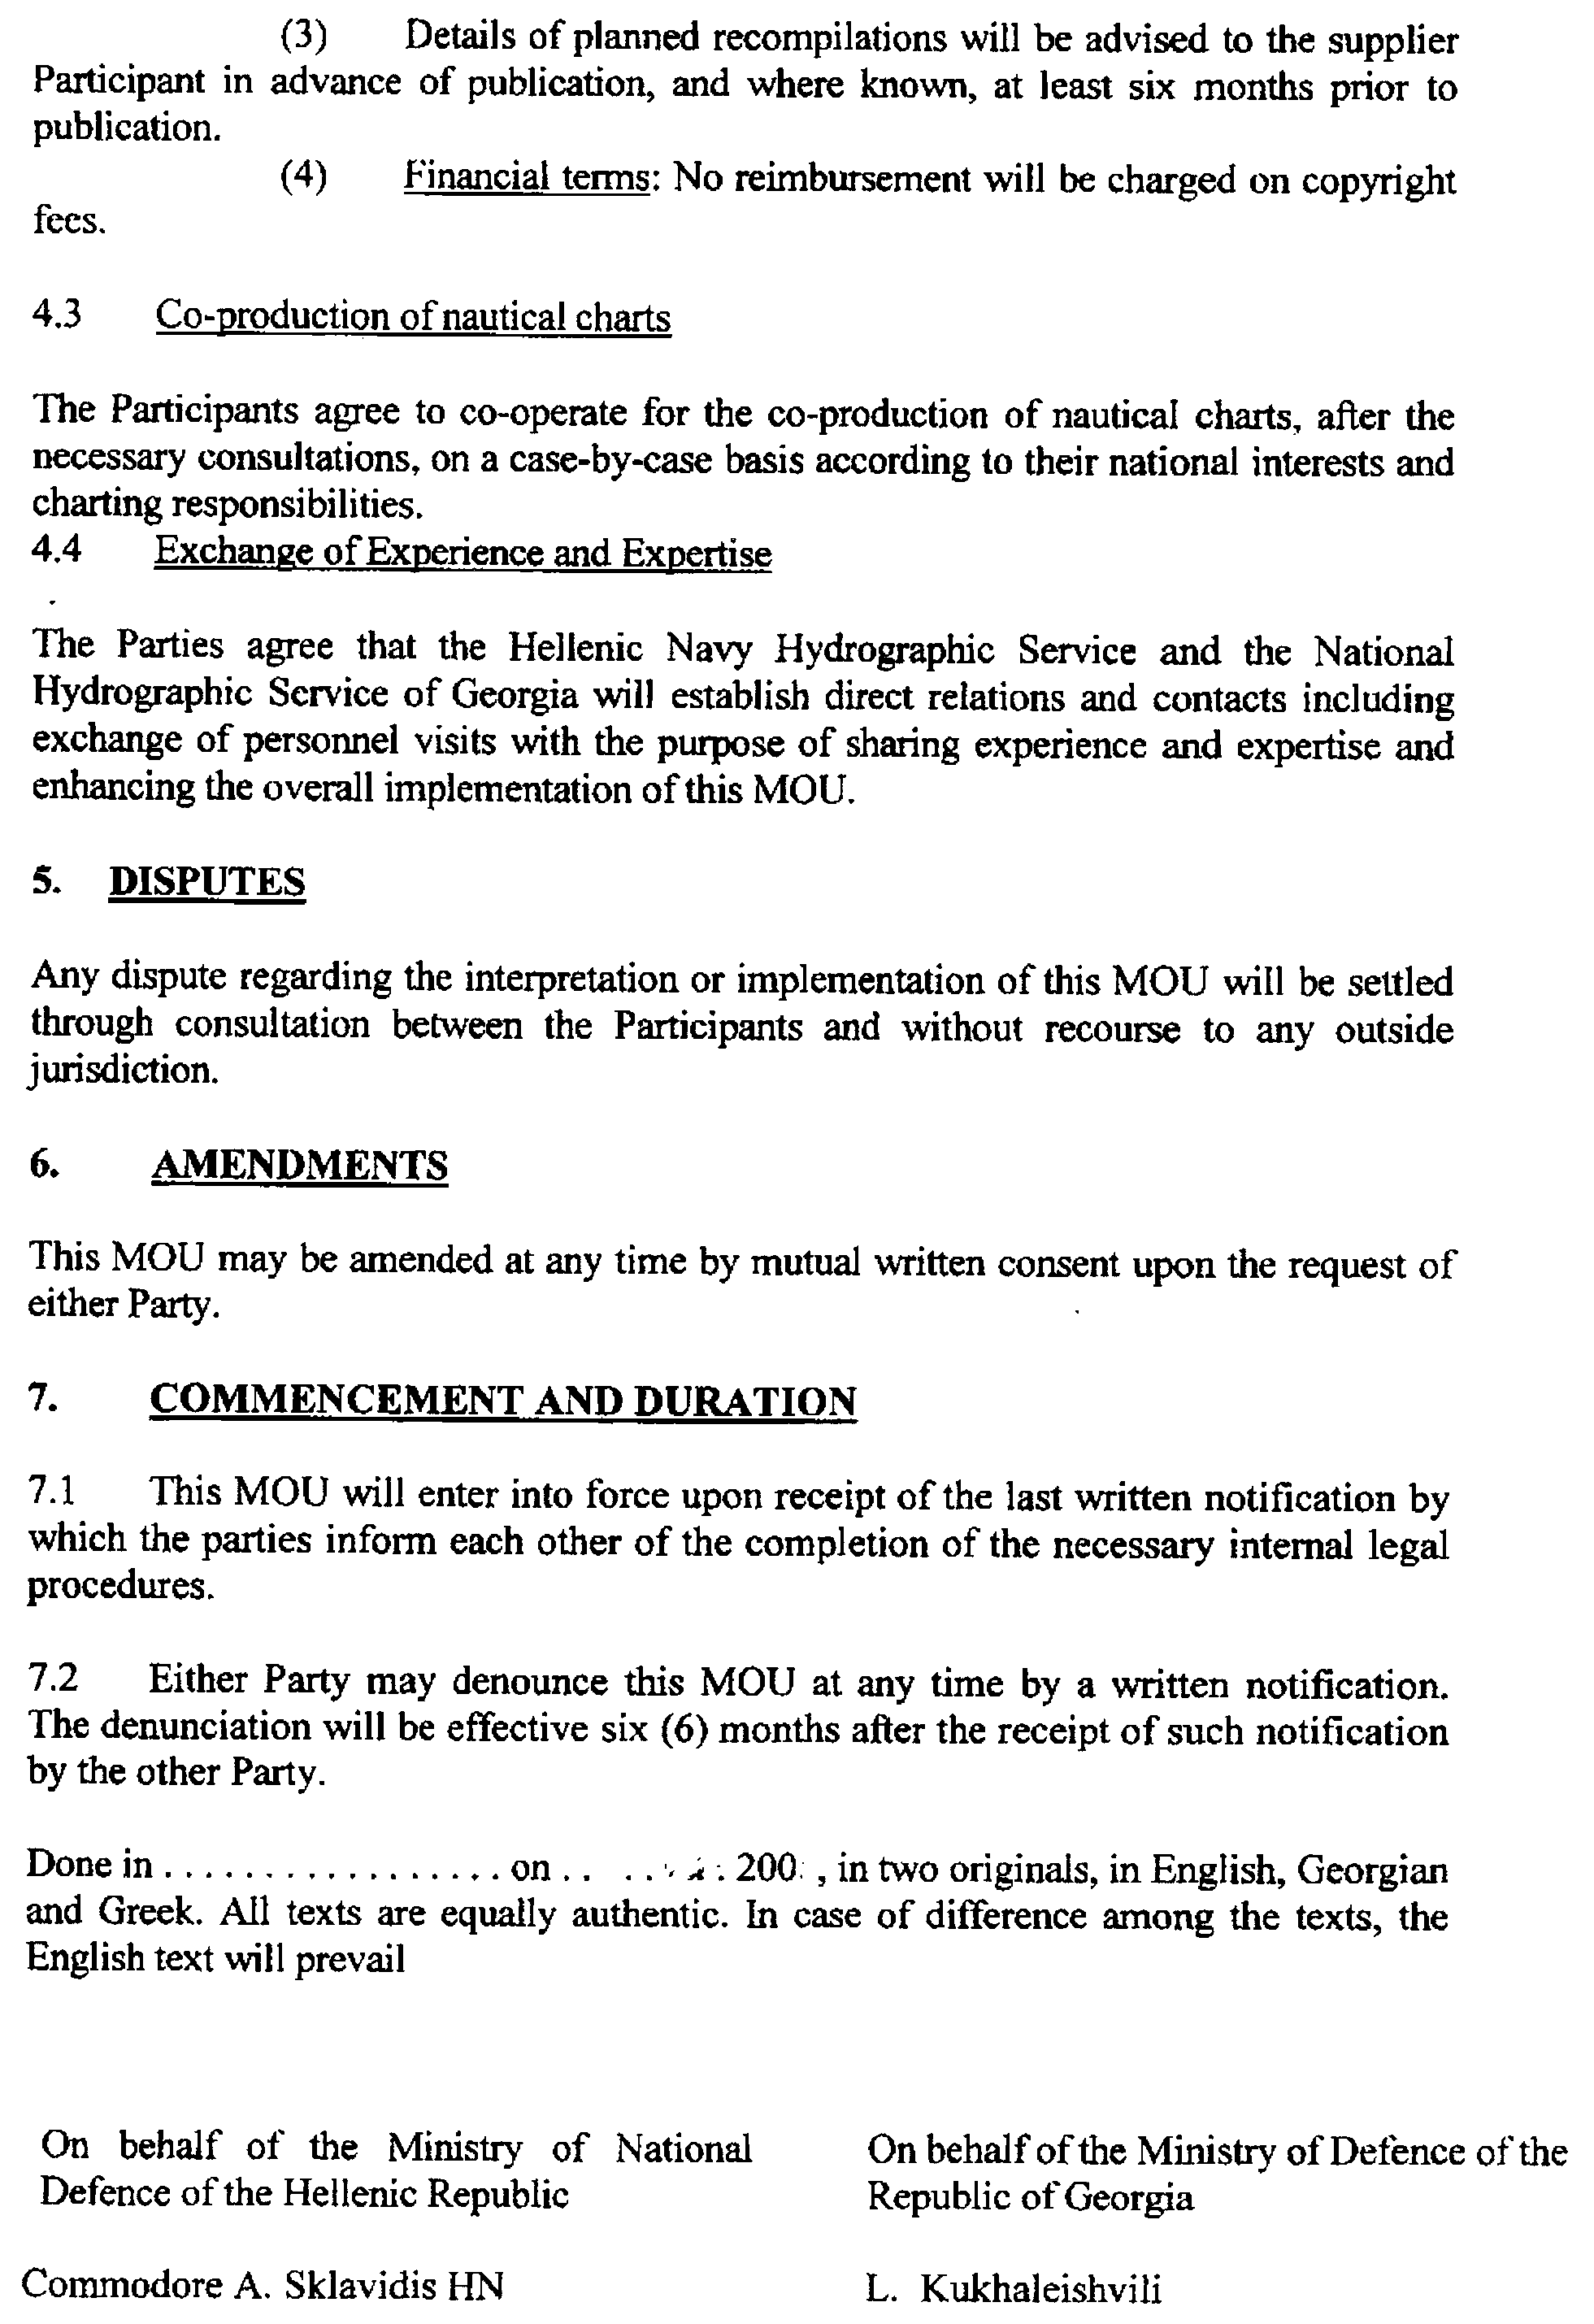 (3) Details of planned recompilations will be advised to the supplier
Participant in advance of publication, and where known, at least six months prior to
publication.
(4) Financial terms: No reimbursement will be charged on copyright
fees.
4.3 Co-production of nautical charts
The Participants agree to co-operate for the co-production of nautical charts, after the
necessary consultations, on a case-by-case basis according to their national interests and
charting responsibilities.
4.4 Exchange of Experience and Expertise
The Parties agree that the Hellenic Navy Hydrographic Service and the National
Hydrographic Service of Georgia will establish direct relations and contacts including
exchange of personnel visits with the purpose of sharing experience and expertise and
enhancing the overall implementation of this MOU.
5. DISPUTES
Any dispute regarding the interpretation or implementation of this MOU will be settled
through consultation between the Participants and without recourse to any outside
jurisdiction.
6. AMENDMENTS
This MOU may be amended at any time by mutual written consent upon the request of
either Party.
7. COMMENCEMENT AND DURATION
7.1 This MOU will enter into force upon receipt of the last written notification by
which the parties inform each other of the completion of the necessary internal legal
procedures.
7.2 Either Party may denounce this MOU at any time by a written notification.
The denunciation will be effective six (6) months after the receipt of such notification
by the other Party.
Done in . . . . . . . . . . . . . . . . . on . . . . 200 , in two originals, in English, Georgian
and Greek. All texts are equally authentic. In case of difference among the texts, the
English text will prevail
On behalf of the Ministry of National
Defence of the Hellenic Republic
Commodore A. Sklavidis HN
On behalf of the Ministry of Defence of the
Republic of Georgia
L. Kukhaleishvili